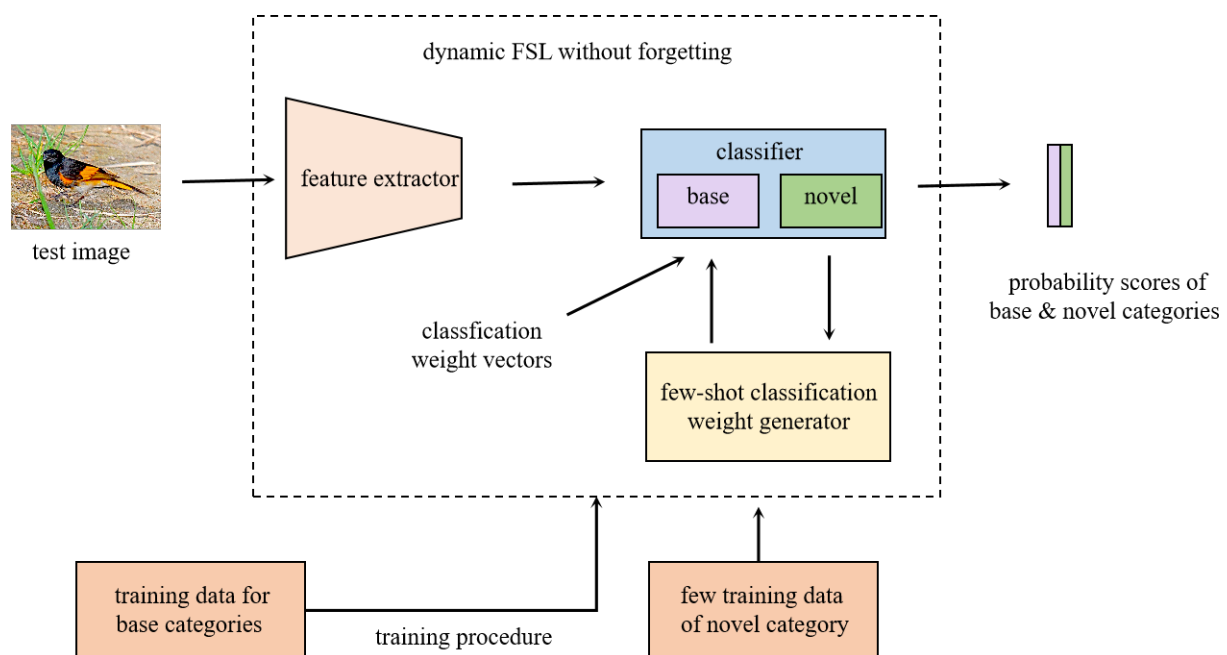 dynamic FSL without forgetting
feature extractor
classifier
base
novel
test image
classfication
weight vectors
few-shot classification
weight generator
probability scores of
base & novel categories
training data for
base categories
training procedure
few training data
of novel category